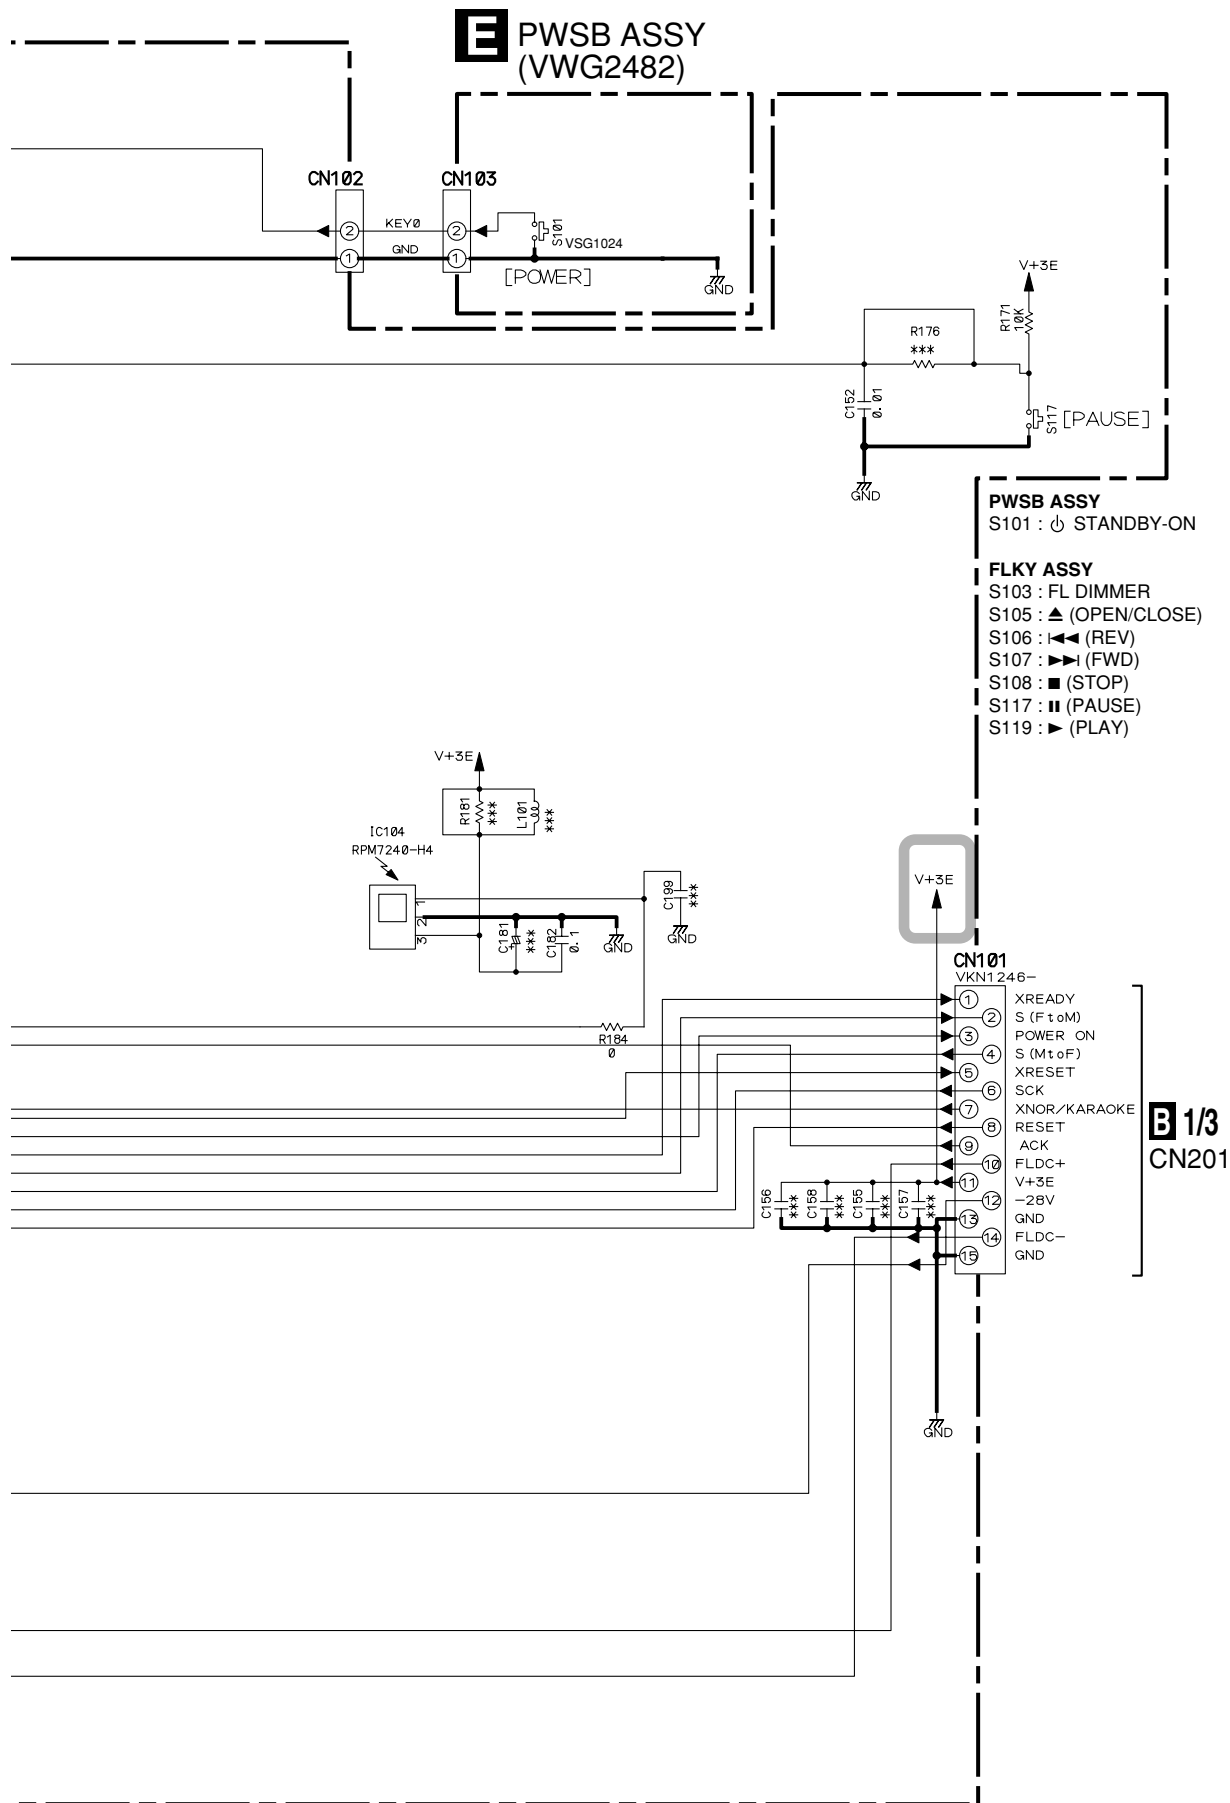 E PWSB ASSY
(VWG2482)
CN102
CN103
2
KEY0
2
S101
VSG1024
1
GND
1
[POWER]
GND
V+3E
R171
10K
R176
***
C152
0.01
S117
[PAUSE]
GND
PWSB ASSY
S101 : ⏻ STANDBY-ON
FLKY ASSY
S103 : FL DIMMER
S105 : ⏏ (OPEN/CLOSE)
S106 : I◀◀ (REV)
S107 : ▶▶I (FWD)
S108 : ■ (STOP)
S117 : II (PAUSE)
S119 : ▶ (PLAY)
V+3E
R181
***
L101
***
IC104
RPM7240-H4
1
2
3
C181
***
C182
0.1
GND
C199
***
GND
V+3E
CN101
VKN1246-
1 XREADY
2 S(FtoM)
3 POWER ON
R184
0
4 S(MtoF)
5 XRESET
6 SCK
7 XNOR/KARAOKE
8 RESET
9 ACK
10 FLDC+
11 V+3E
12 -28V
13 GND
14 FLDC-
15 GND
B 1/3
CN201
C156
***
C158
***
C155
***
C157
***
GND